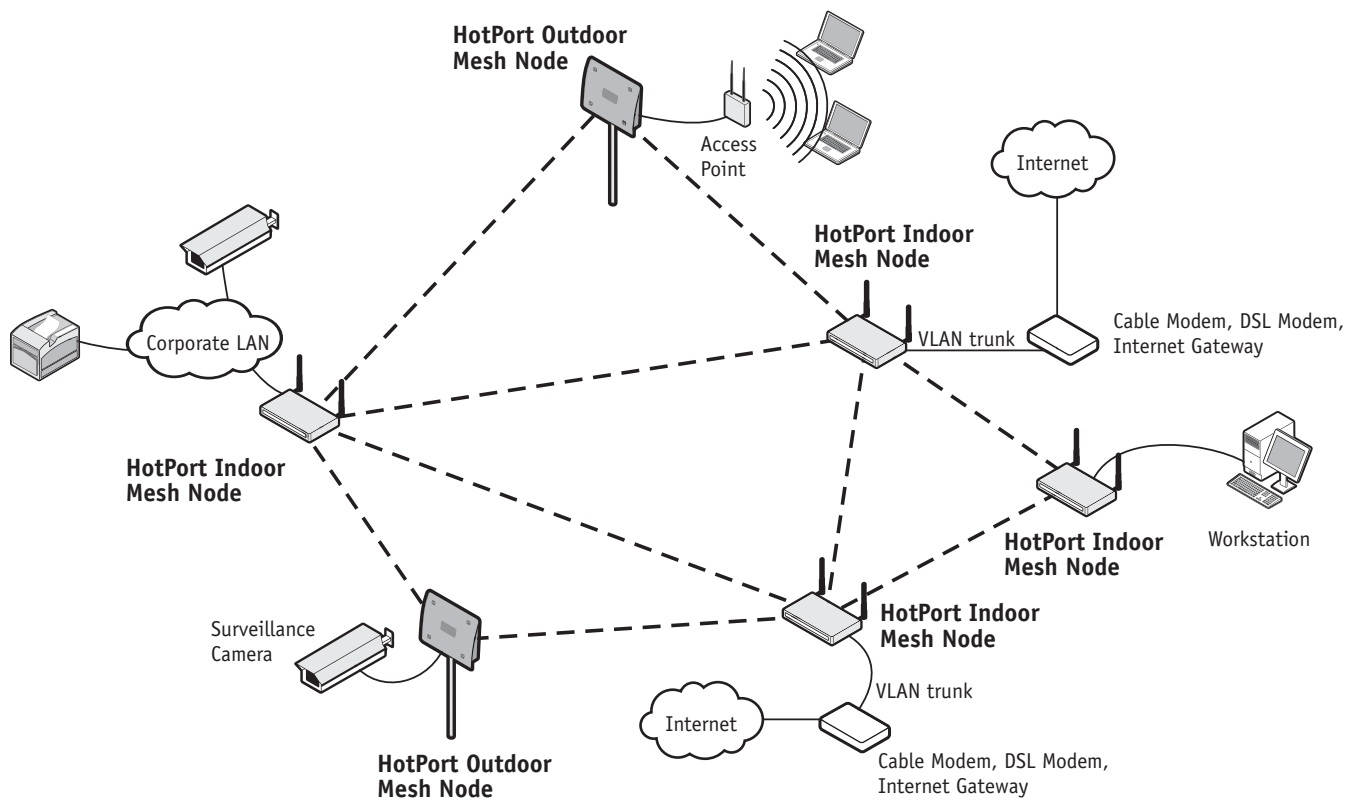 HotPort Outdoor
Mesh Node
Access
Point
Internet
HotPort Indoor
Mesh Node
VLAN trunk
Cable Modem, DSL Modem,
Internet Gateway
Corporate LAN
HotPort Indoor
Mesh Node
HotPort Indoor
Mesh Node
Workstation
HotPort Indoor
Mesh Node
Surveillance
Camera
VLAN trunk
Internet
HotPort Outdoor
Mesh Node
Cable Modem, DSL Modem,
Internet Gateway